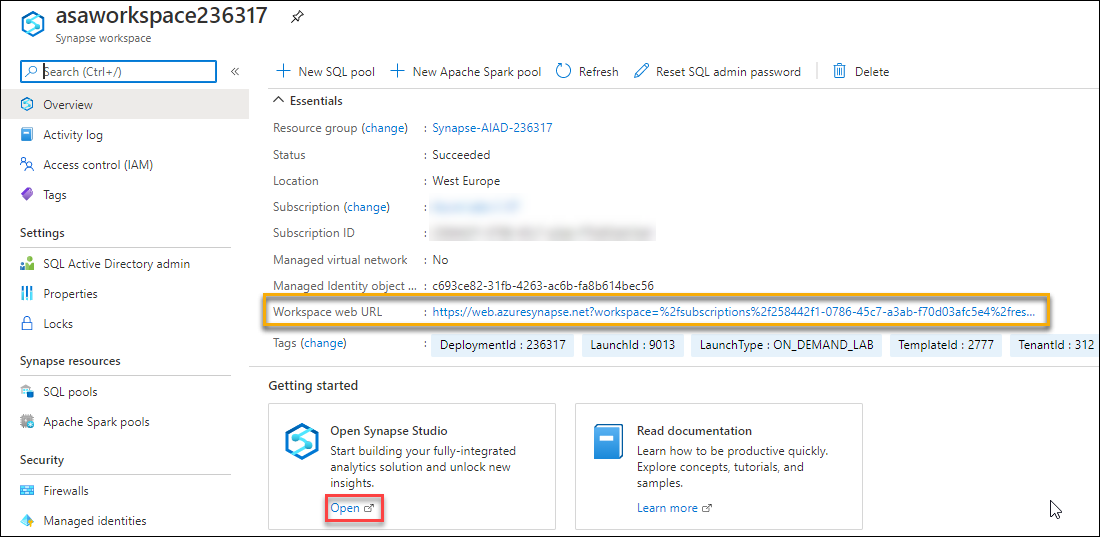 asaworkspace236317
Synapse workspace
Search (Ctrl+/)
«
Overview
Activity log
Access control (IAM)
Tags
Settings
SQL Active Directory admin
Properties
Locks
Synapse resources
SQL pools
Apache Spark pools
Security
Firewalls
Managed identities
New SQL pool
New Apache Spark pool
Refresh
Reset SQL admin password
Delete
Essentials
Resource group (change) : Synapse-AIAD-236317
Status : Succeeded
Location : West Europe
Subscription (change) :
Subscription ID :
Managed virtual network : No
Managed Identity object ... : c693ce82-31fb-4263-ac6b-fa8b614bec56
Workspace web URL : https://web.azuresynapse.net?workspace=%2fsubscriptions%2f258442f1-0786-45c7-a3ab-f70d03afc5e4%2fres...
Tags (change) : DeploymentId : 236317 LaunchId : 9013 LaunchType : ON_DEMAND_LAB TemplateId : 2777 TenantId : 312
Getting started
Open Synapse Studio
Start building your fully-integrated
analytics solution and unlock new
insights.
Open
Read documentation
Learn how to be productive quickly.
Explore concepts, tutorials, and
samples.
Learn more